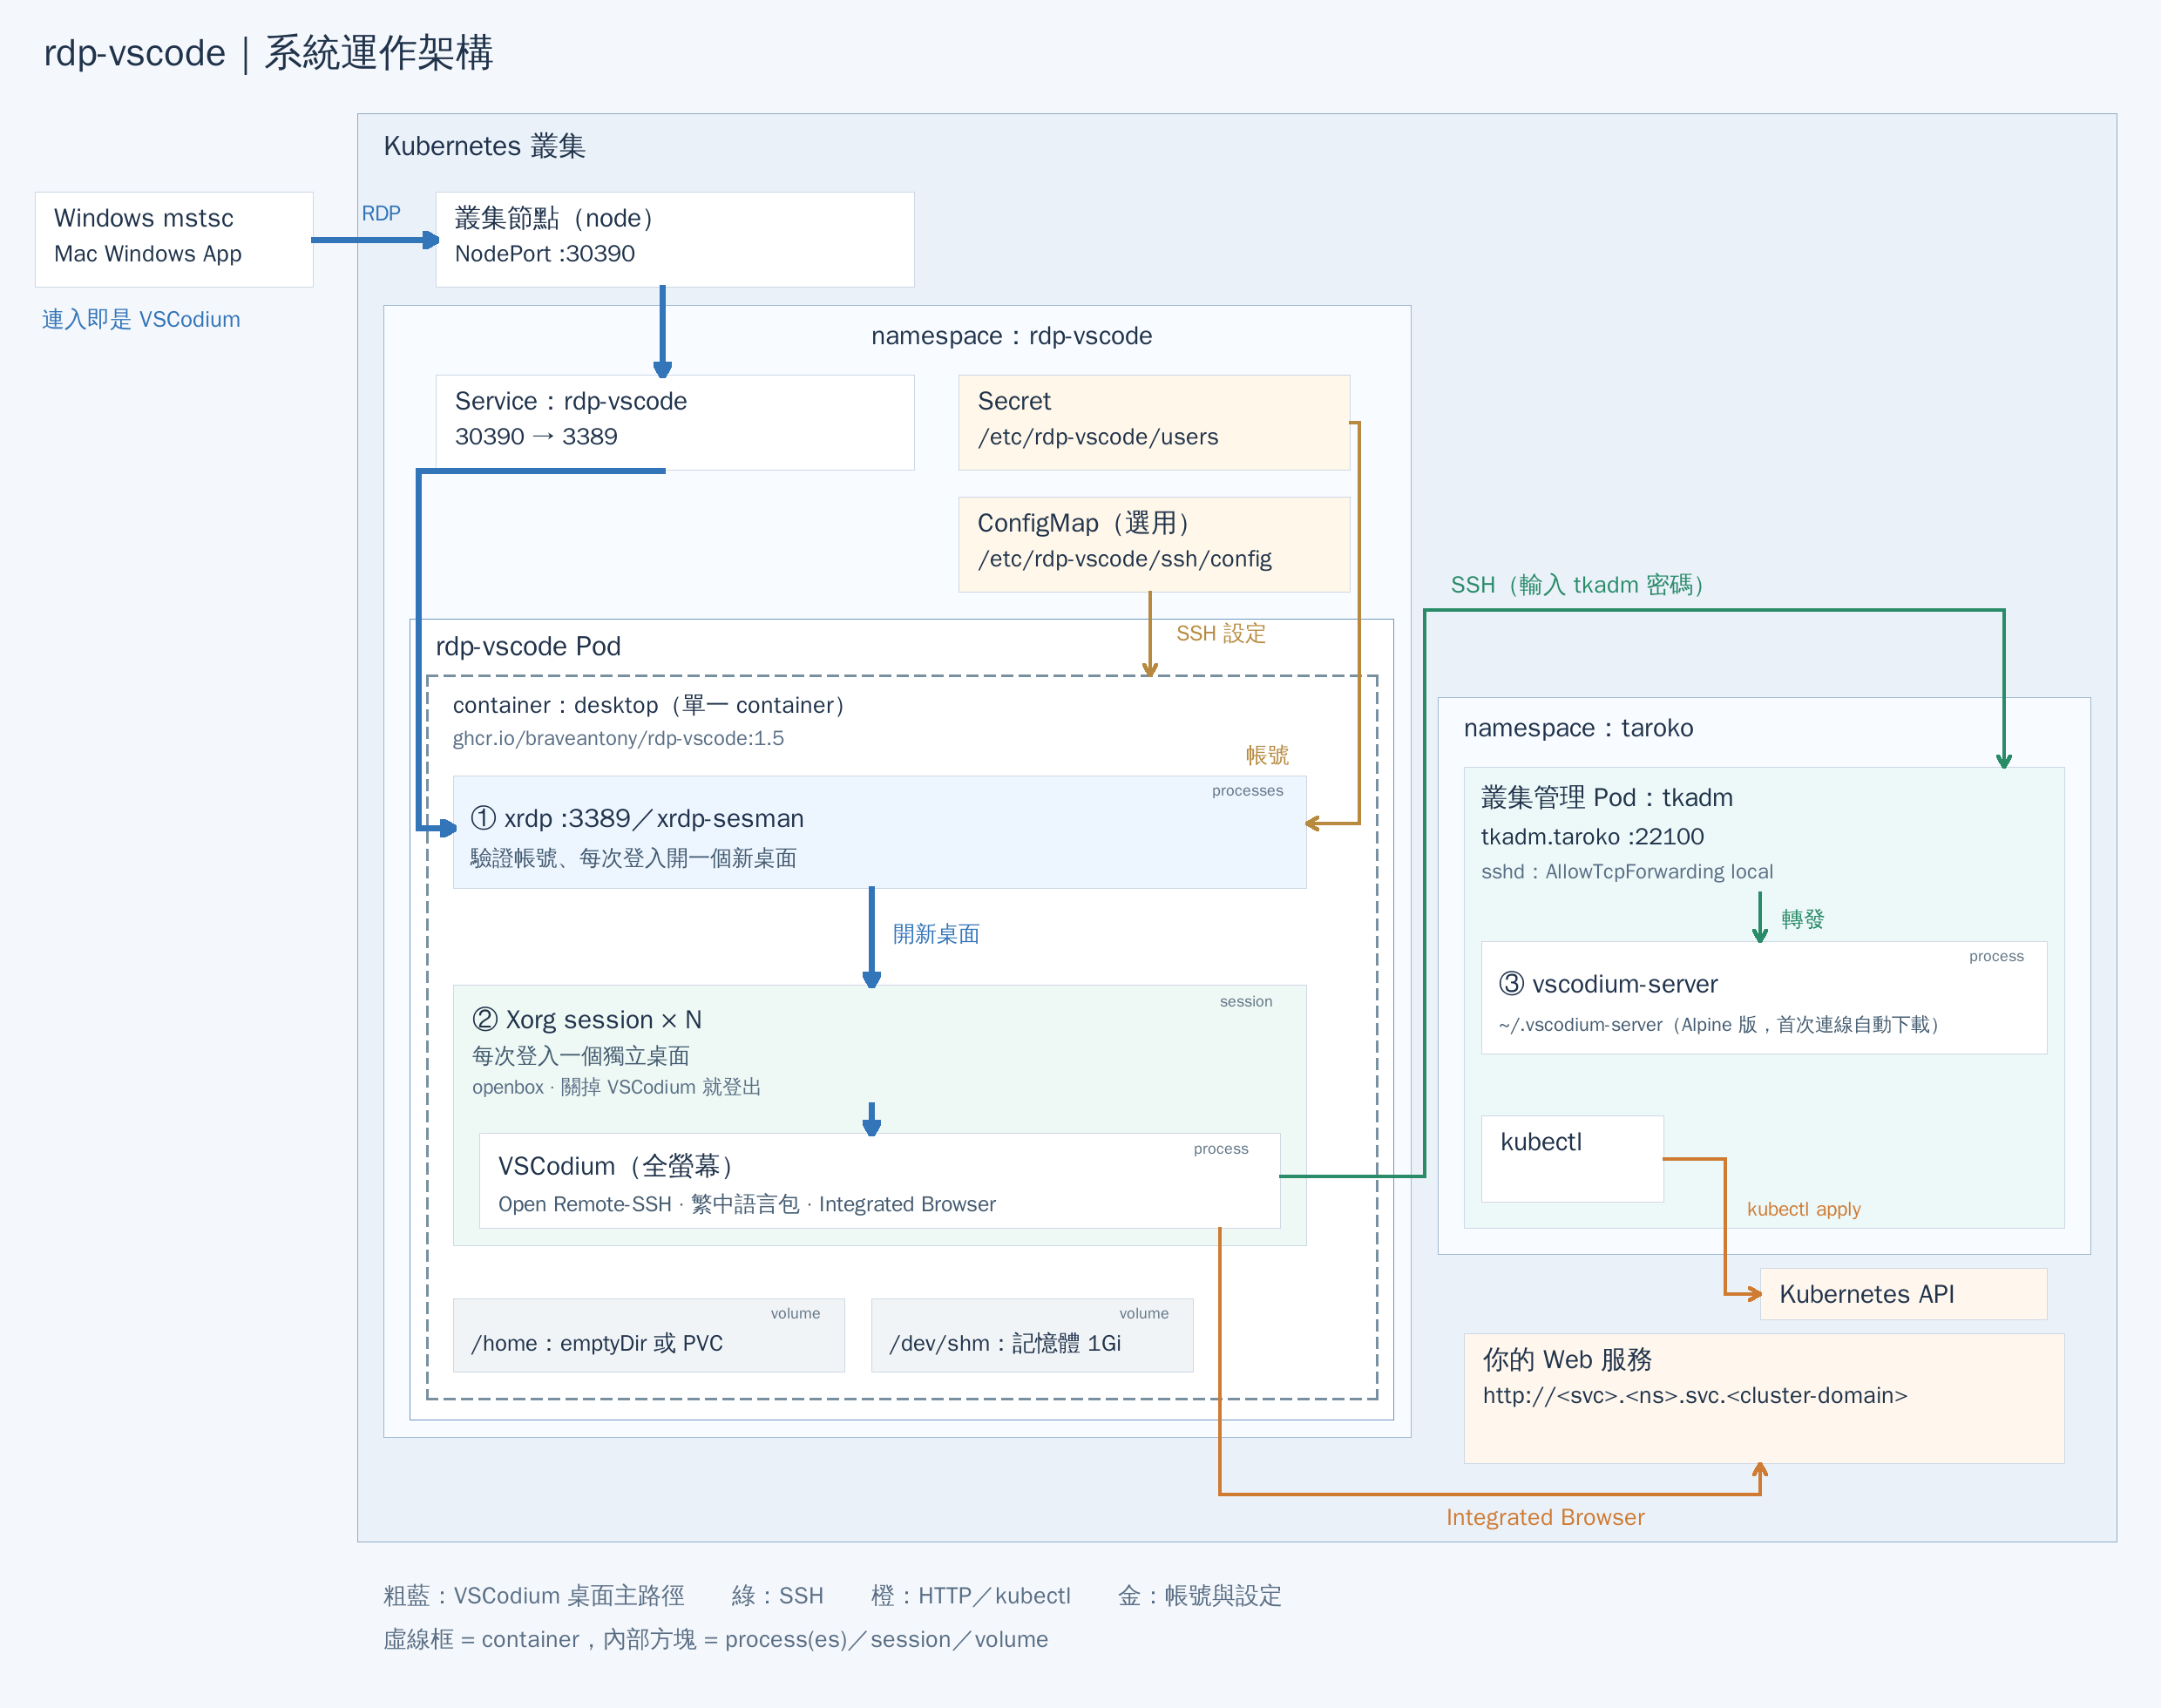 rdp-vscode｜系統運作架構
Kubernetes 叢集
Windows mstsc
Mac Windows App
RDP
叢集節點（node）
NodePort :30390
連入即是 VSCodium
namespace：rdp-vscode
Service：rdp-vscode
30390 → 3389
Secret
/etc/rdp-vscode/users
ConfigMap（選用）
/etc/rdp-vscode/ssh/config
SSH 設定
rdp-vscode Pod
container：desktop（單一 container）
ghcr.io/braveantony/rdp-vscode:1.5
帳號
processes
① xrdp :3389／xrdp-sesman
驗證帳號、每次登入開一個新桌面
開新桌面
session
② Xorg session × N
每次登入一個獨立桌面
openbox · 關掉 VSCodium 就登出
process
VSCodium（全螢幕）
Open Remote-SSH · 繁中語言包 · Integrated Browser
volume
/home：emptyDir 或 PVC
volume
/dev/shm：記憶體 1Gi
SSH（輸入 tkadm 密碼）
namespace：taroko
叢集管理 Pod：tkadm
tkadm.taroko :22100
sshd：AllowTcpForwarding local
轉發
process
③ vscodium-server
~/.vscodium-server（Alpine 版，首次連線自動下載）
kubectl
kubectl apply
Kubernetes API
你的 Web 服務
http://<svc>.<ns>.svc.<cluster-domain>
Integrated Browser
粗藍：VSCodium 桌面主路徑 綠：SSH 橙：HTTP／kubectl 金：帳號與設定
虛線框 = container，內部方塊 = process(es)／session／volume